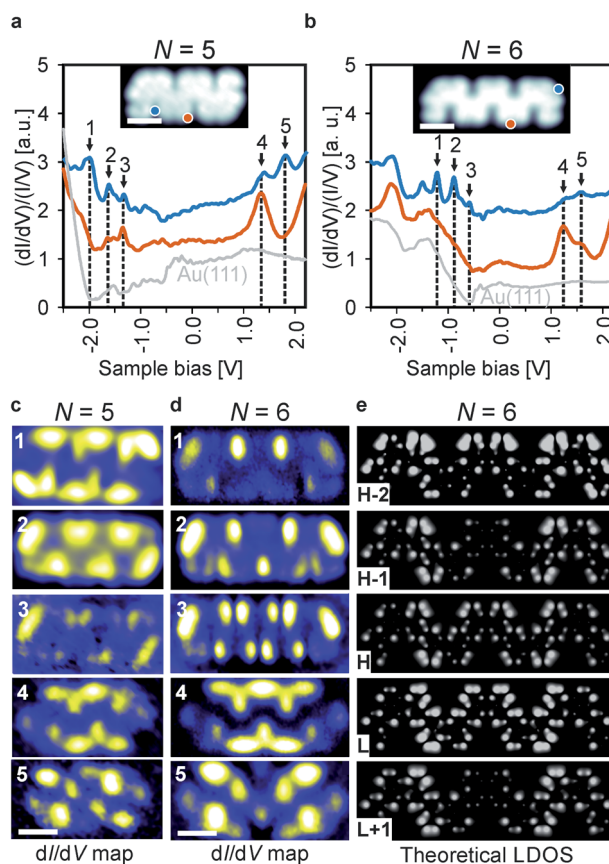 a
N = 5
5
4
3
2
1
0
(dI/dV)/(I/V) [a. u.]
1
2
3
4
5
Au(111)
-2.0
-1.0
0.0
1.0
2.0
Sample bias [V]
b
N = 6
5
4
3
2
1
0
(dI/dV)/(I/V) [a. u.]
1
2
3
4
5
Au(111)
-2.0
-1.0
0.0
1.0
2.0
Sample bias [V]
c
N = 5
1
2
3
4
5
dI/dV map
d
N = 6
1
2
3
4
5
dI/dV map
e
N = 6
H-2
H-1
H
L
L+1
Theoretical LDOS